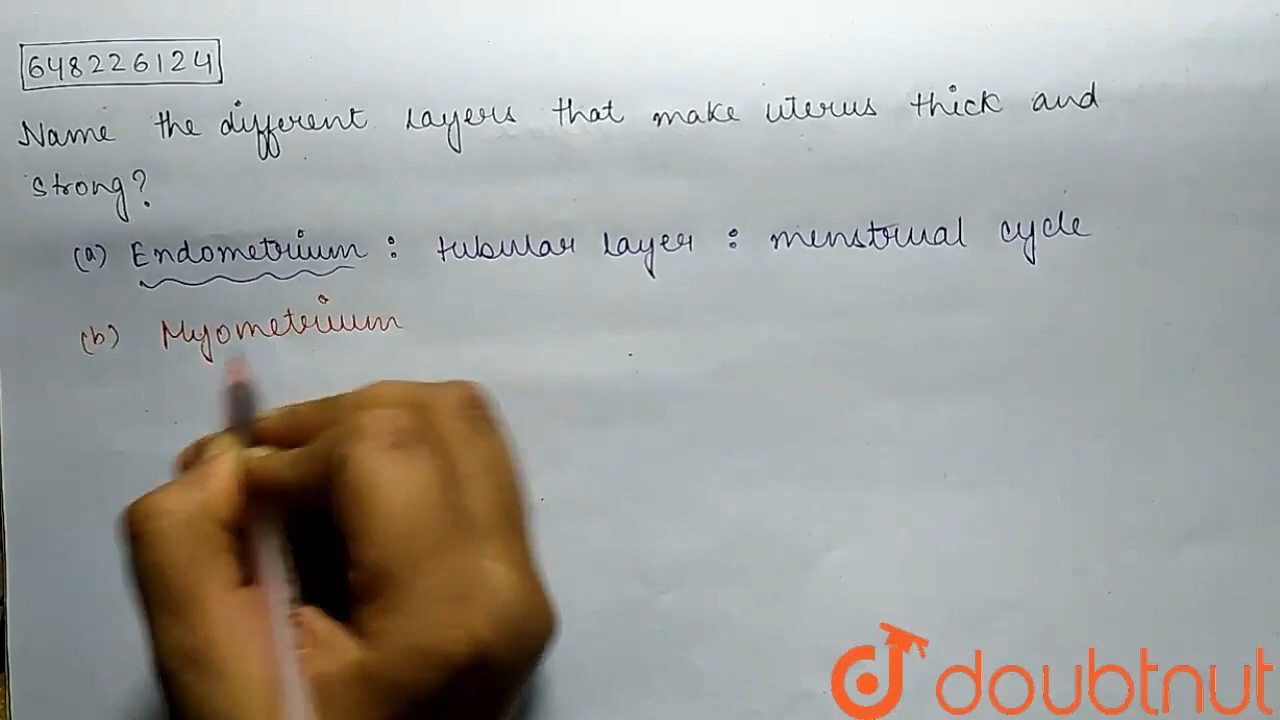 648226124
Name the different layers that make uterus thick and
strong?
(a) Endometrium : tubular layer : menstrual cycle
(b) Myometrium
doubtnut